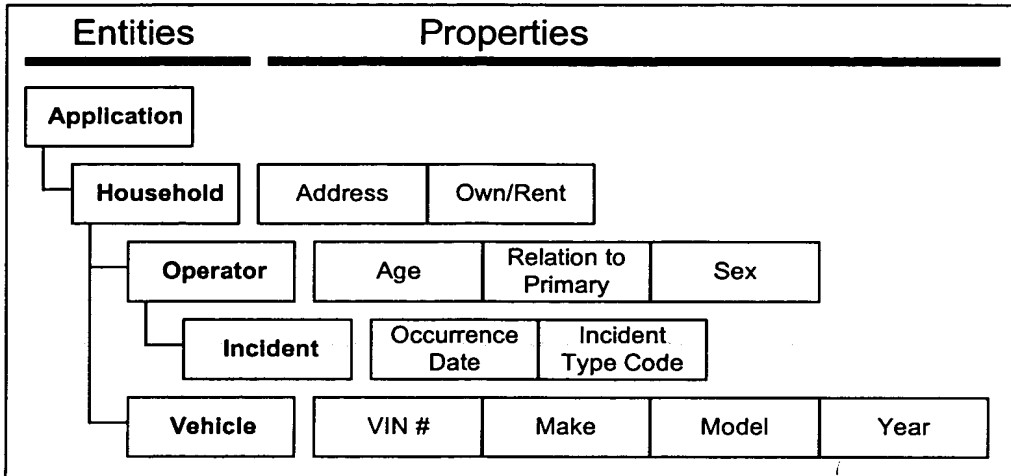 Entities Properties
Application
Household Address Own/Rent
Operator Age Relation to Primary Sex
Incident Occurrence Date Incident Type Code
Vehicle VIN # Make Model Year